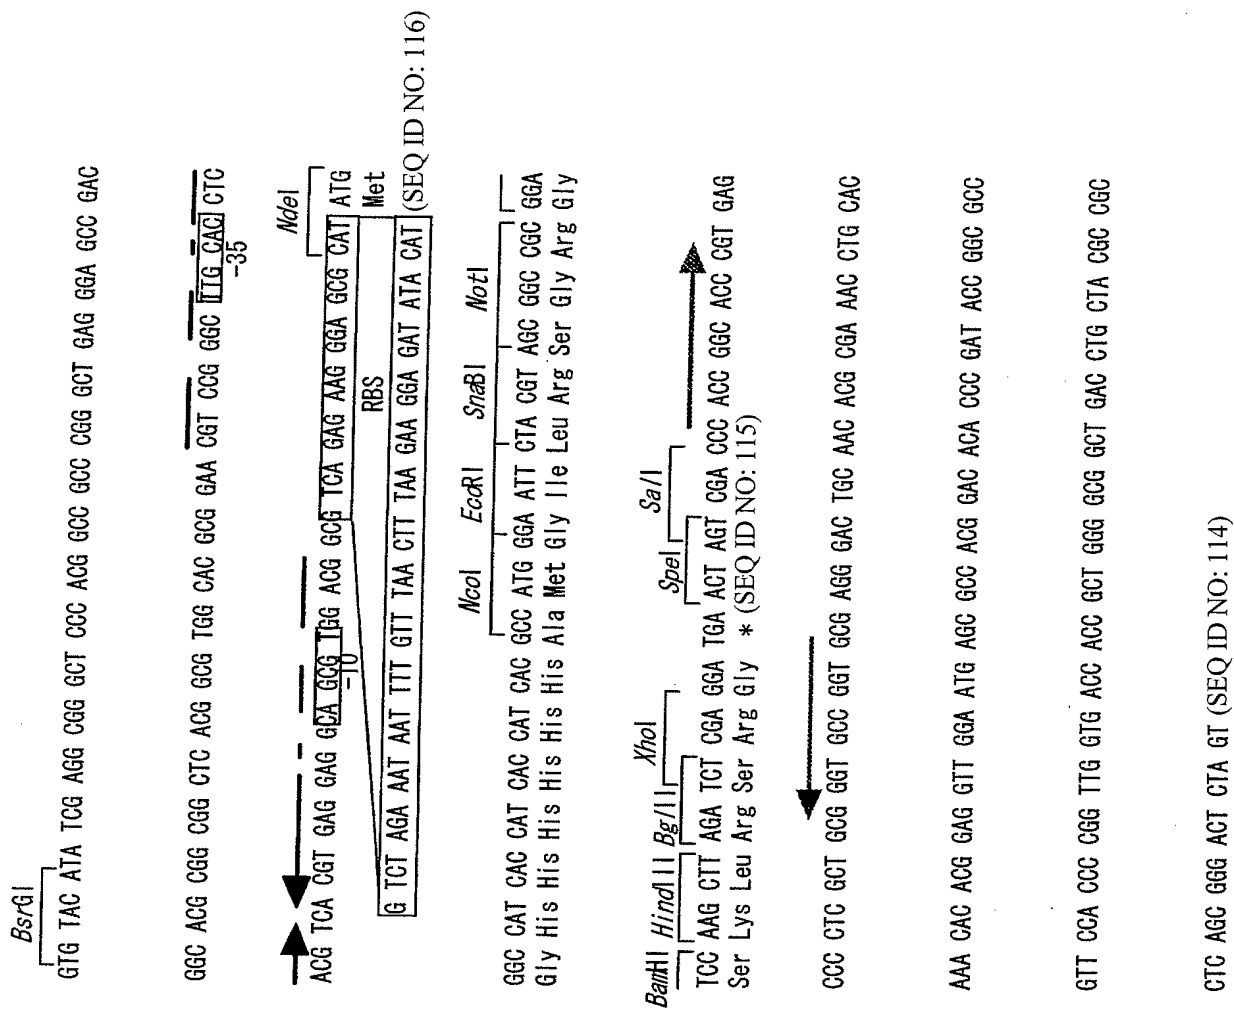 BsrGI
GTG TAC ATA TCG AGG CGG GCT CCC ACG GCC GCC CGG GCT GAG GGA GCC GAC
GGC ACG CGG CGG CTC ACG GCG TGG CAC GCG GAA CGT CCG GGC TTG CAC CTC
-35
NdeI
ACG TCA CGT GAG GAG GCA GCG TGG ACG GCG TCA GAG AAG GGA GCG CAT ATG
-10
RBS
Met
G TCT AGA AAT AAT TTT GTT TAA CTT TAA GAA GGA GAT ATA CAT (SEQ ID NO: 116)
NcoI EcoRI SnaBI NotI
GGC CAT CAC CAT CAC CAT CAC GCC ATG GGA ATT CTA CGT AGC GGC CGC GGA
Gly His His His His His His Ala Met Gly Ile Leu Arg Ser Gly Arg Gly
BamHI HindIII BglII XhoI SpeI SalI
TCC AAG CTT AGA TCT CGA GGA TGA ACT AGT CGA CCC ACC GGC ACC CGT GAG
Ser Lys Leu Arg Ser Arg Gly * (SEQ ID NO: 115)
CCC CTC GCT GCG GGT GCC GGT GCG AGG GAC TGC AAC ACG CGA AAC CTG CAC
AAA CAC ACG GAG GTT GGA ATG AGC GCC ACG GAC ACA CCC GAT ACC GGC GCC
GTT CCA CCC CGG TTG GTG ACC ACC GCT GGG GCG GCT GAC CTG CTA CGC CGC
CTC AGC GGG ACT CTA GT (SEQ ID NO: 114)